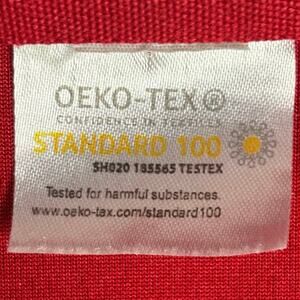 OEKO-TEX®
CONFIDENCE IN TEXTILES
STANDARD 100
SH020 185565 TESTEX
Tested for harmful substances.
www.oeko-tex.com/standard100